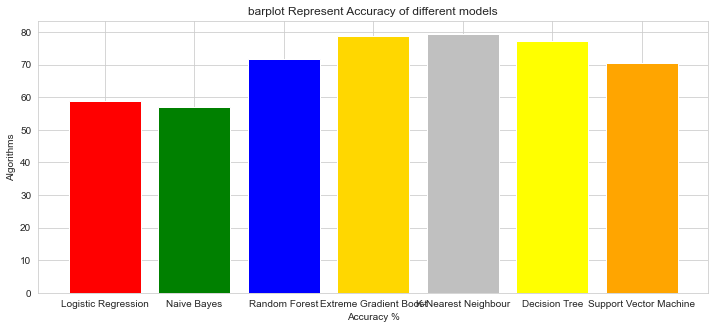 barplot Represent Accuracy of different models
80
70
60
50
40
30
20
10
0
Algorithms
Logistic Regression Naive Bayes Random Forest Extreme Gradient Boost K-Nearest Neighbour Decision Tree Support Vector Machine
Accuracy %